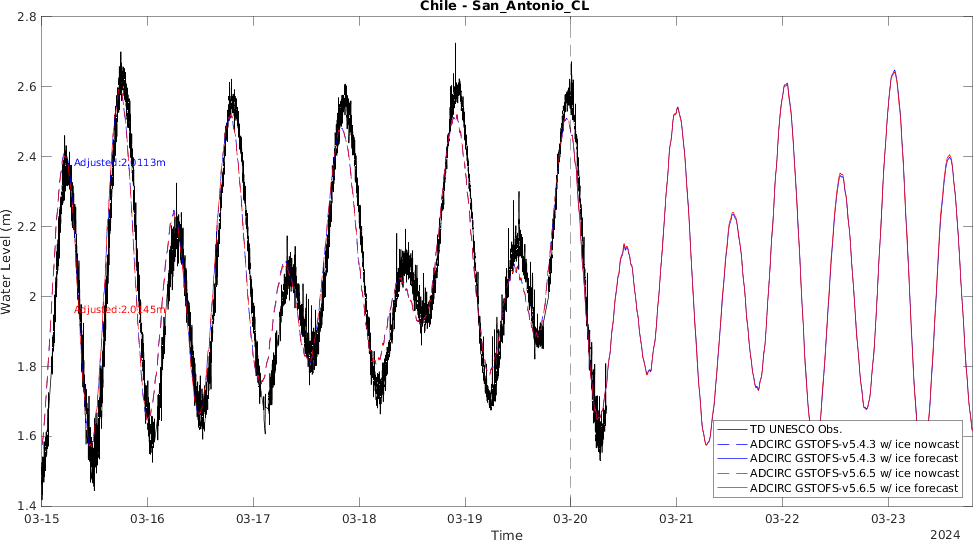 Chile - San_Antonio_CL
2.8
2.6
2.4
2.2
2
1.8
1.6
1.4
Water Level (m)
Adjusted:2.0113m
Adjusted:2.0145m
TD UNESCO Obs.
ADCIRC GSTOFS-v5.4.3 w/ ice nowcast
ADCIRC GSTOFS-v5.4.3 w/ ice forecast
ADCIRC GSTOFS-v5.6.5 w/ ice nowcast
ADCIRC GSTOFS-v5.6.5 w/ ice forecast
03-15 03-16 03-17 03-18 03-19 03-20 03-21 03-22 03-23
Time
2024